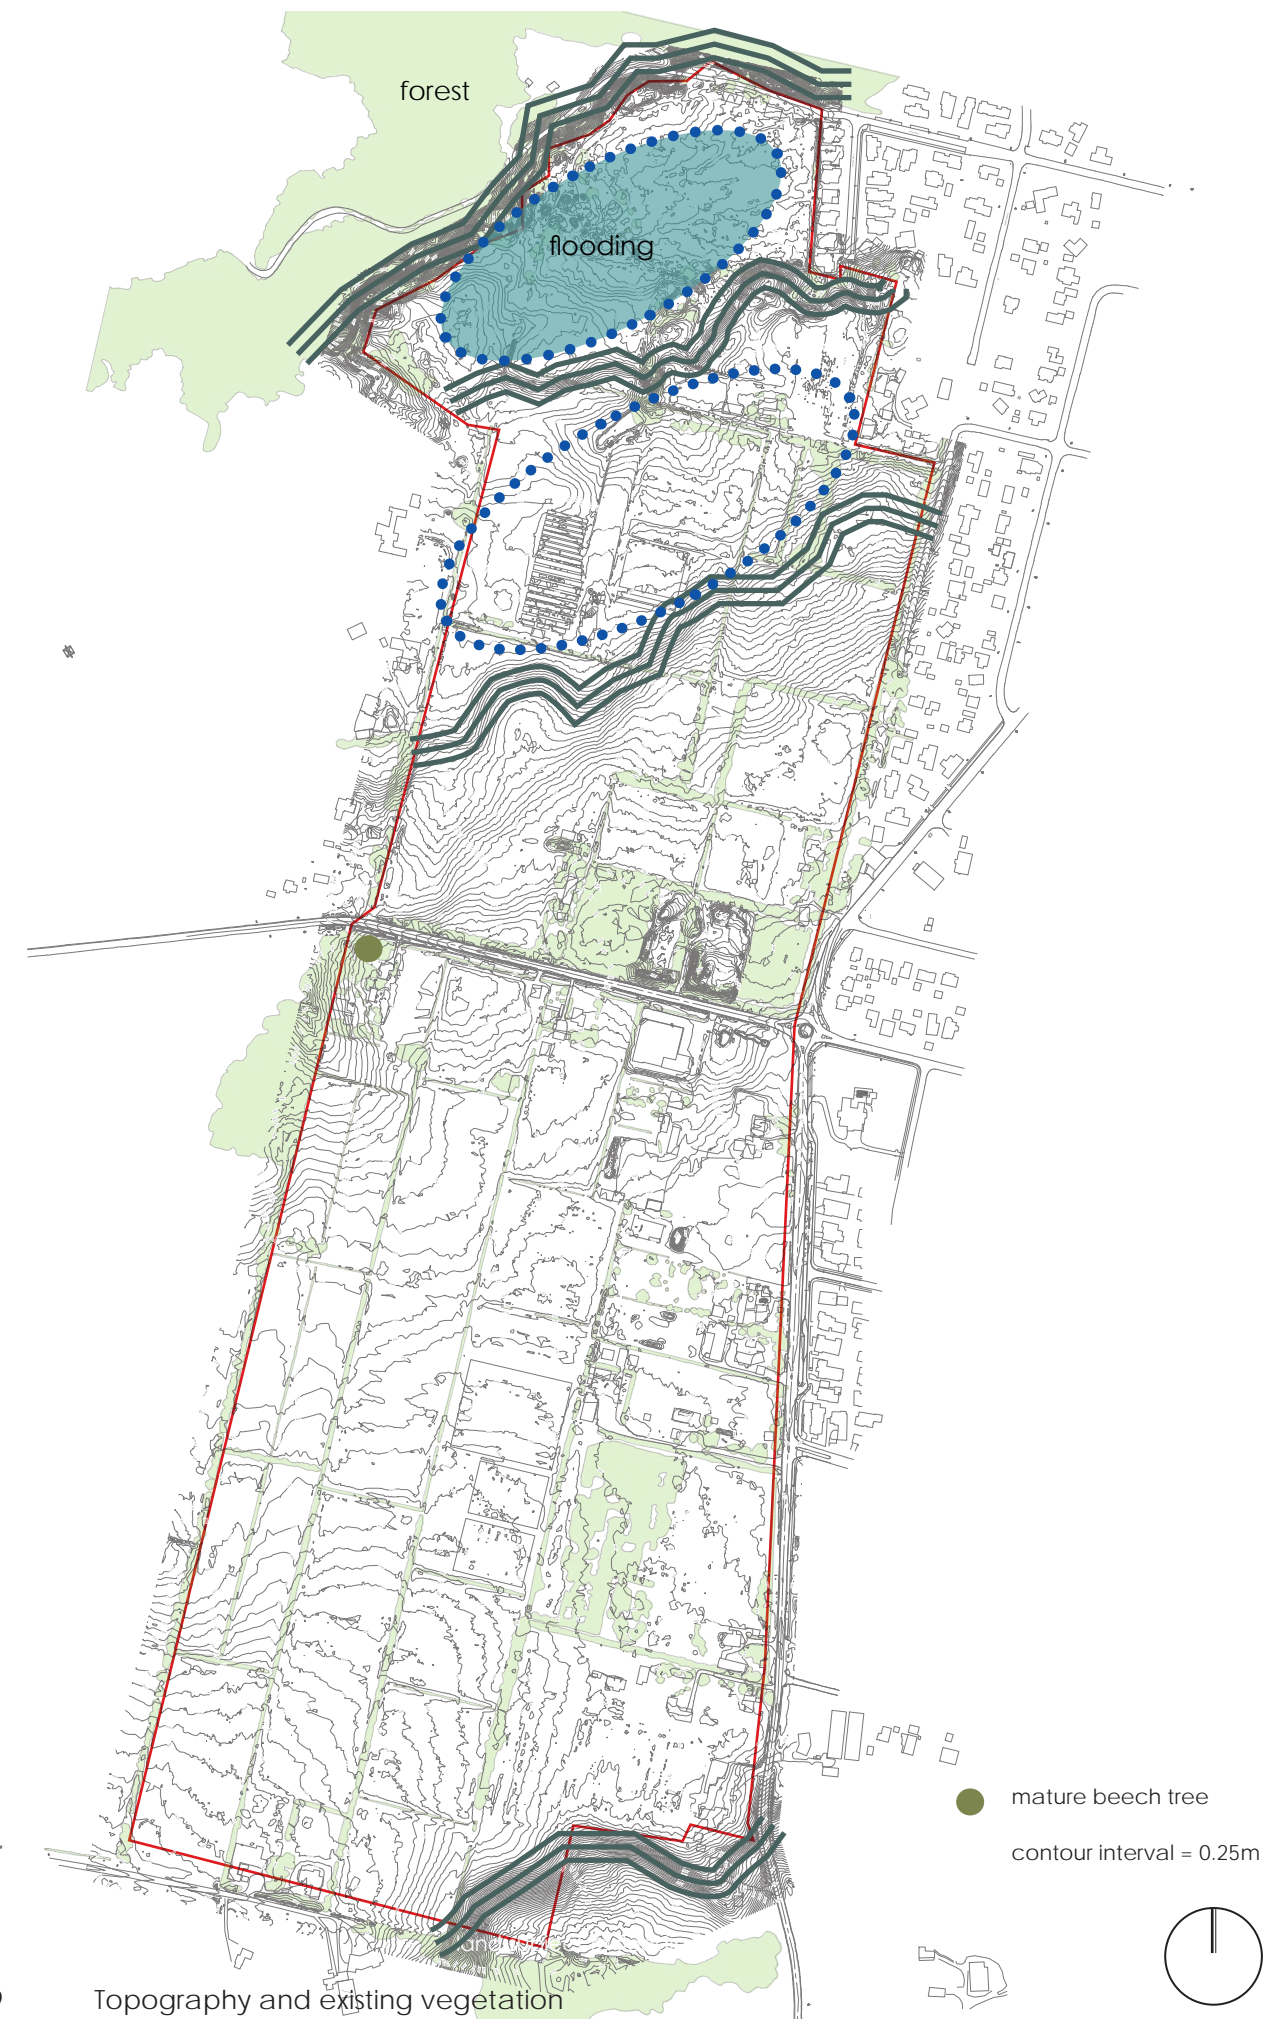 forest
flooding
mature beech tree
contour interval = 0.25m
Topography and existing vegetation